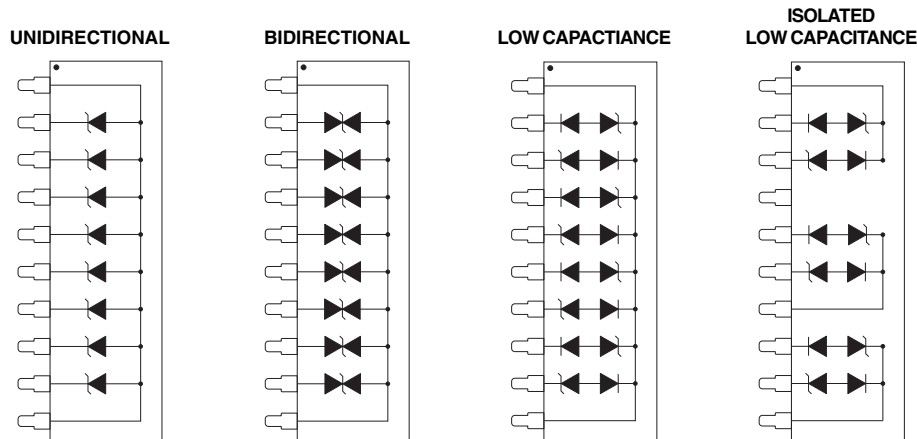 UNIDIRECTIONAL
BIDIRECTIONAL
LOW CAPACTIANCE
ISOLATED
LOW CAPACITANCE